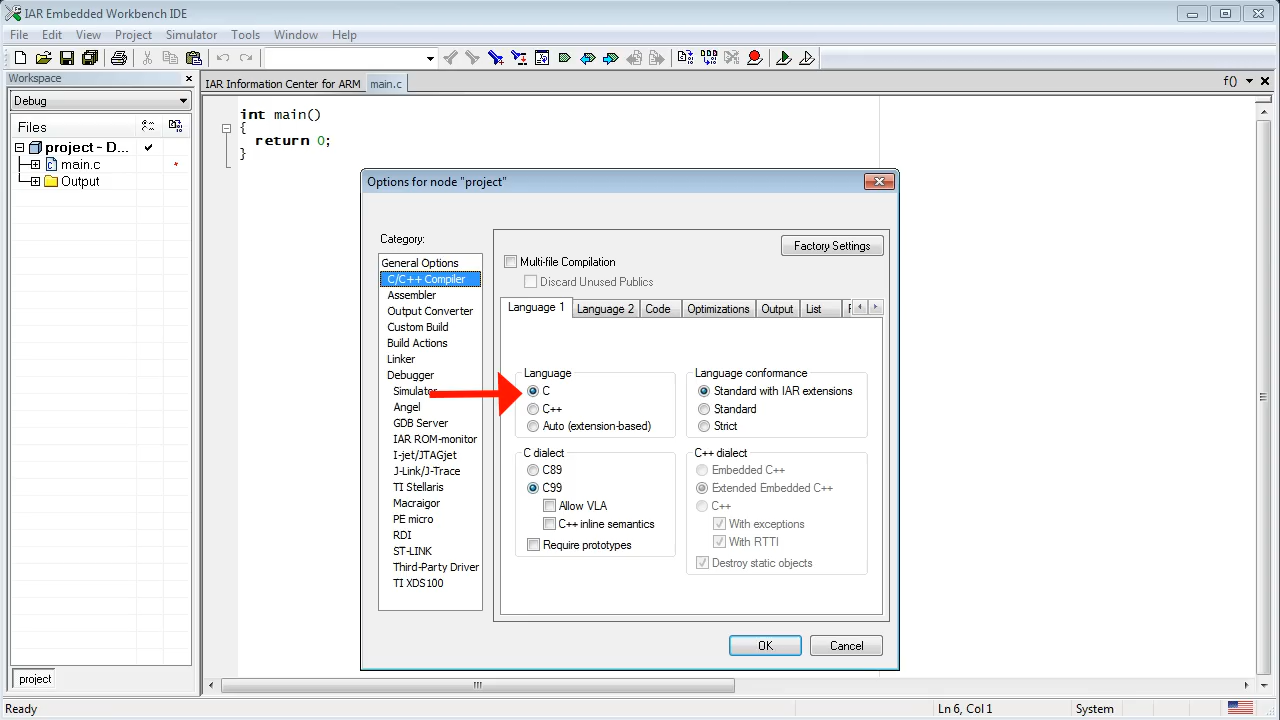 IAR Embedded Workbench IDE
File Edit View Project Simulator Tools Window Help
Workspace
IAR Information Center for ARM main.c
f()
Debug
Files
project - D...
main.c
Output
int main()
{
return 0;
}
Options for node "project"
Category:
Factory Settings
General Options
C/C++ Compiler
Assembler
Output Converter
Custom Build
Build Actions
Linker
Debugger
Simulator
Angel
GDB Server
IAR ROM-monitor
I-jet/JTAGjet
J-Link/J-Trace
TI Stellaris
Macraigor
PE micro
RDI
ST-LINK
Third-Party Driver
TI XDS100
Multi-file Compilation
Discard Unused Publics
Language 1 Language 2 Code Optimizations Output List
Language
C
C++
Auto (extension-based)
Language conformance
Standard with IAR extensions
Standard
Strict
C dialect
C89
C99
Allow VLA
C++ inline semantics
Require prototypes
C++ dialect
Embedded C++
Extended Embedded C++
C++
With exceptions
With RTTI
Destroy static objects
OK Cancel
project
Ready Ln 6, Col 1 System